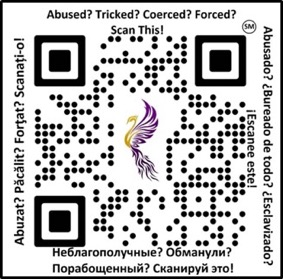 Abused? Tricked? Coerced? Forced?
Scan This!
SM
Abuzat? Păcălit? Forțat? Scanați-o!
Abusado? ¿Bureado de todo? ¿Esclavizado?
¡Escanee este!
Неблагополучные? Обманули?
Порабощенный? Сканируй это!